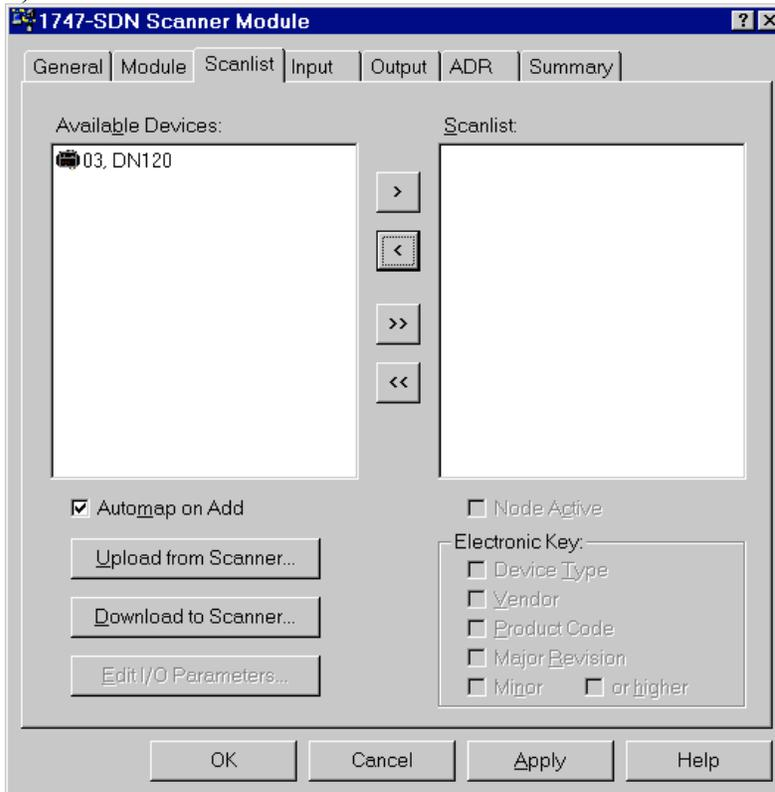 1747-SDN Scanner Module
General Module Scanlist Input Output ADR Summary
Available Devices: Scanlist:
03, DN120
>
<
>>
<<
Automap on Add Node Active
Upload from Scanner... Electronic Key:
Device Type
Vendor
Download to Scanner... Product Code
Major Revision
Edit I/O Parameters... Minor or higher
OK Cancel Apply Help